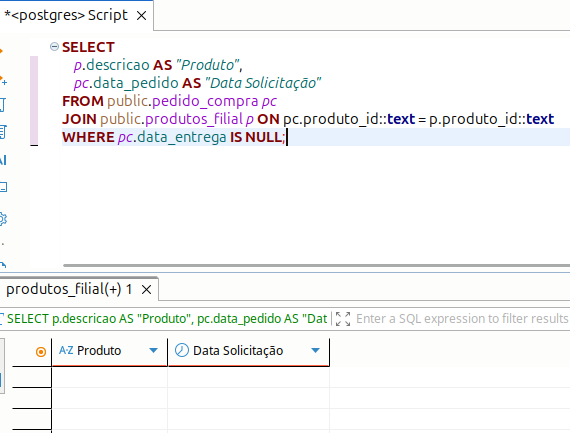 *<postgres> Script
SELECT
p.descricao AS "Produto",
pc.data_pedido AS "Data Solicitação"
FROM public.pedido_compra pc
JOIN public.produtos_filial p ON pc.produto_id::text = p.produto_id::text
WHERE pc.data_entrega IS NULL;
produtos_filial(+) 1
SELECT p.descricao AS "Produto", pc.data_pedido AS "Dat
Enter a SQL expression to filter results
A-Z Produto
Data Solicitação